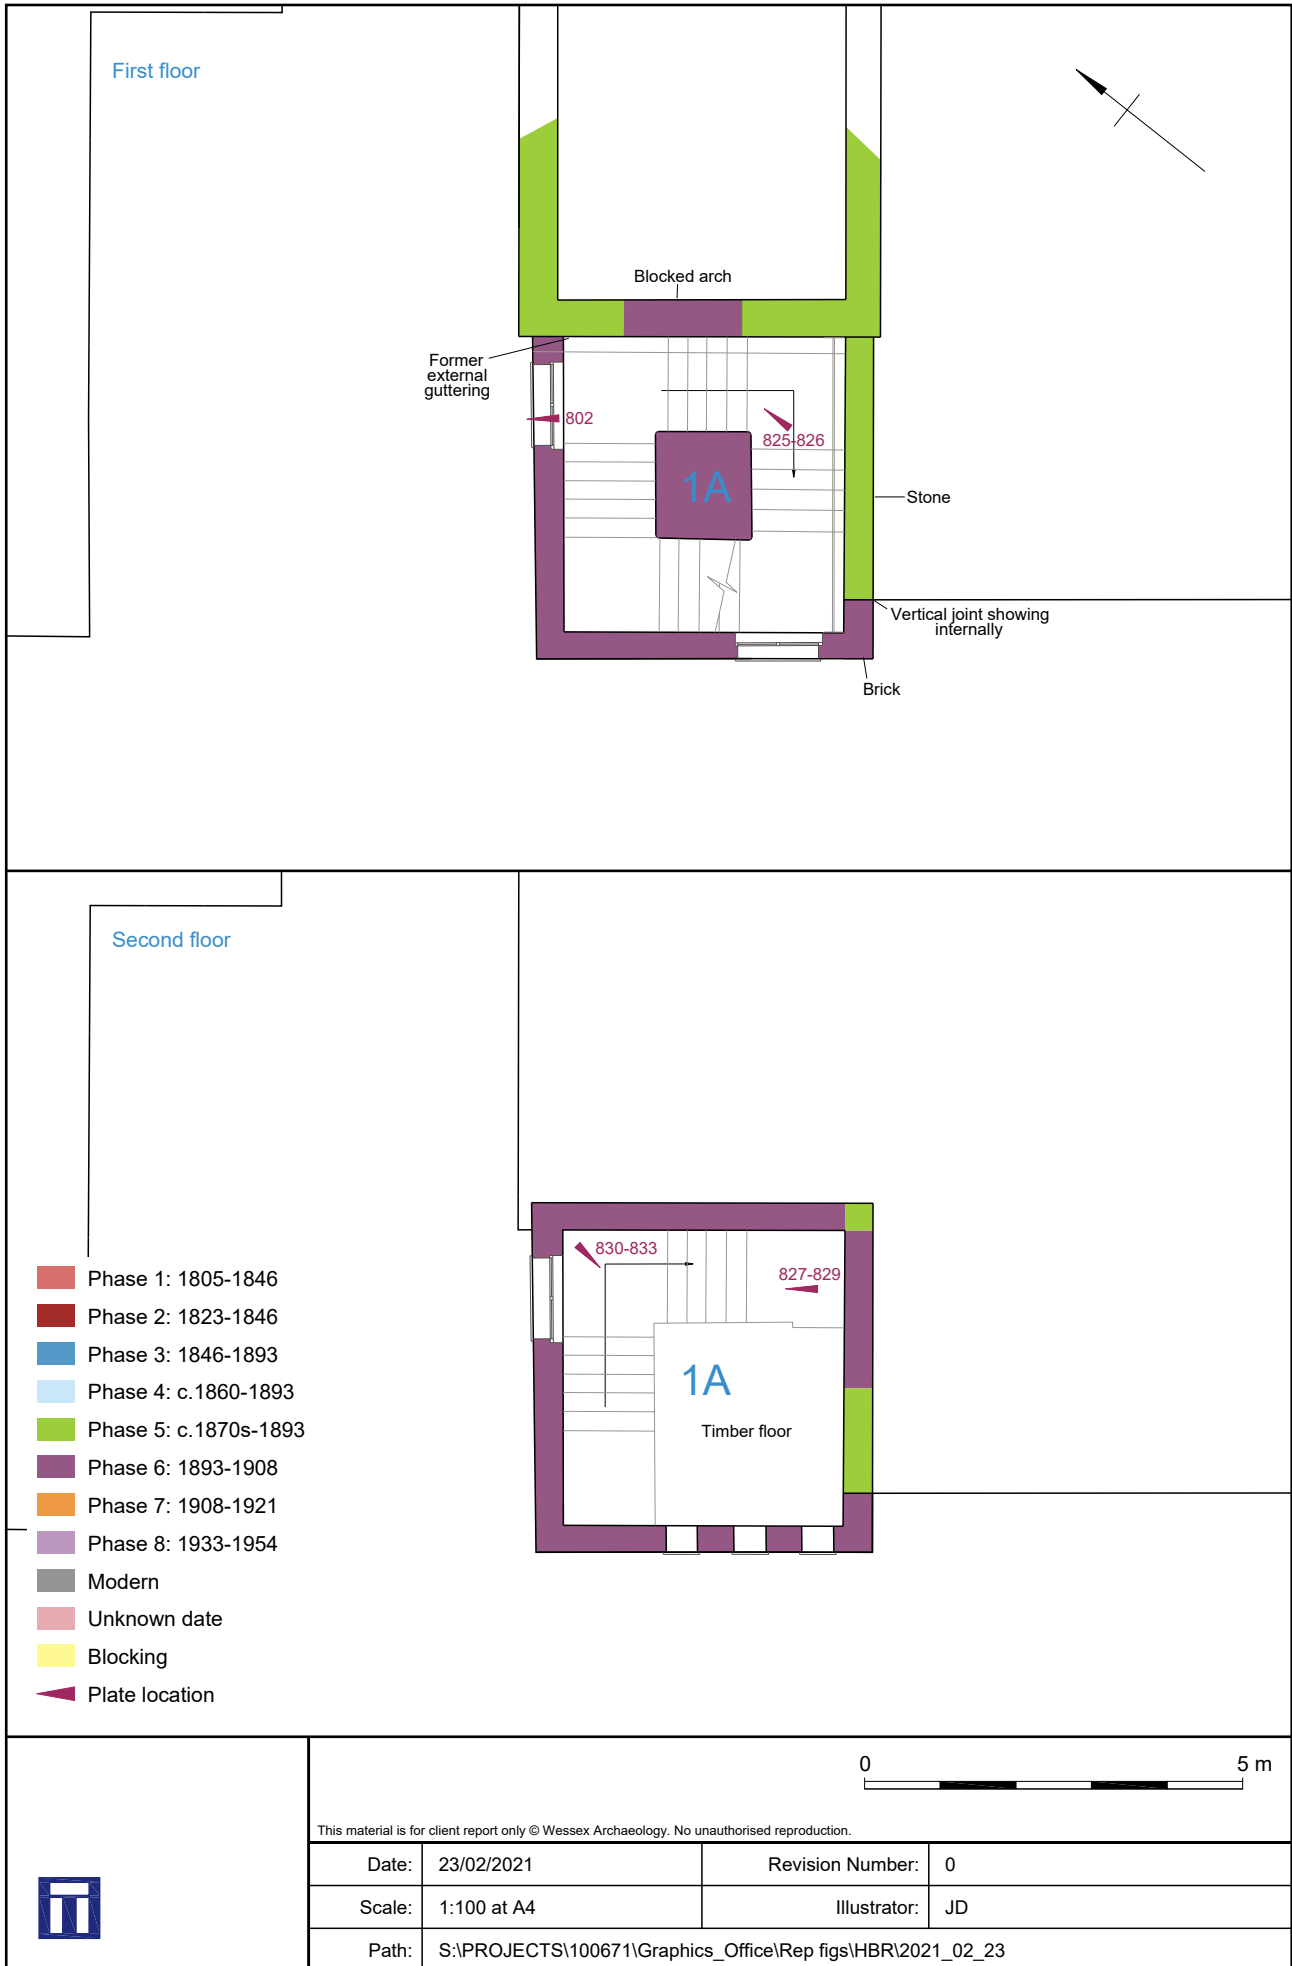 First floor
Blocked arch
Former
external
guttering
802
825-826
1A
Stone
Vertical joint showing
internally
Brick
Second floor
830-833
827-829
1A
Timber floor
Phase 1: 1805-1846
Phase 2: 1823-1846
Phase 3: 1846-1893
Phase 4: c.1860-1893
Phase 5: c.1870s-1893
Phase 6: 1893-1908
Phase 7: 1908-1921
Phase 8: 1933-1954
Modern
Unknown date
Blocking
Plate location
0 5 m
This material is for client report only © Wessex Archaeology. No unauthorised reproduction.
Date: 23/02/2021 Revision Number: 0
Scale: 1:100 at A4 Illustrator: JD
Path: S:\PROJECTS\100671\Graphics_Office\Rep figs\HBR\2021_02_23